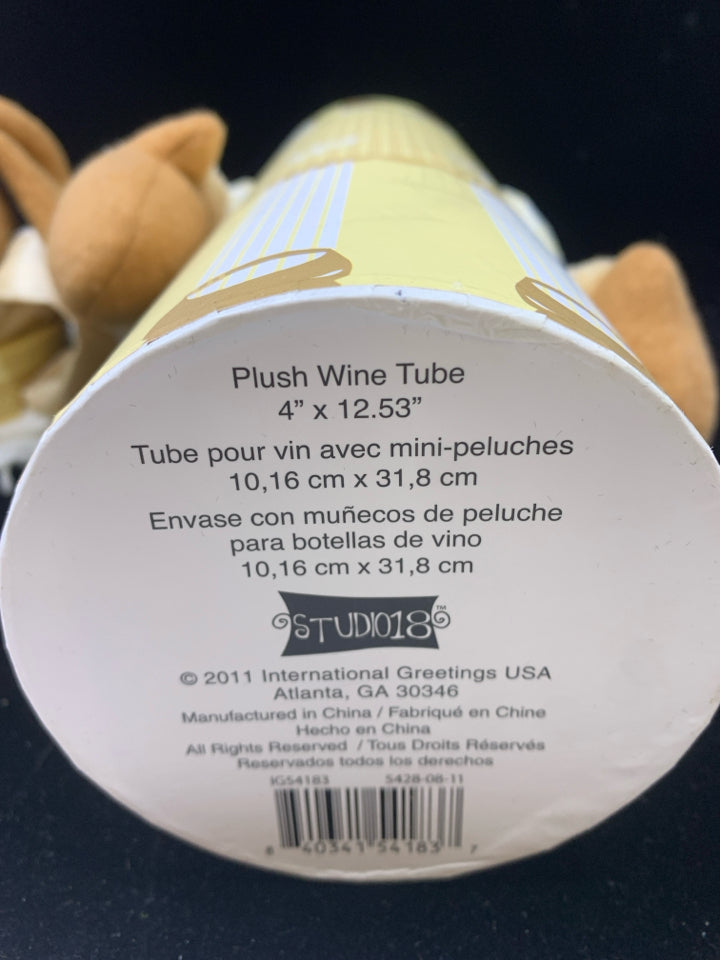 Plush Wine Tube
4” x 12.53”
Tube pour vin avec mini-peluches
10,16 cm x 31,8 cm
Envase con muñecos de peluche
para botellas de vino
10,16 cm x 31,8 cm
STUDIO18™
© 2011 International Greetings USA
Atlanta, GA 30346
Manufactured in China / Fabriqué en Chine
Hecho en China
All Rights Reserved / Tous Droits Réservés
Reservados todos los derechos
IG54183 5428-08-11
6 40341 54183 7